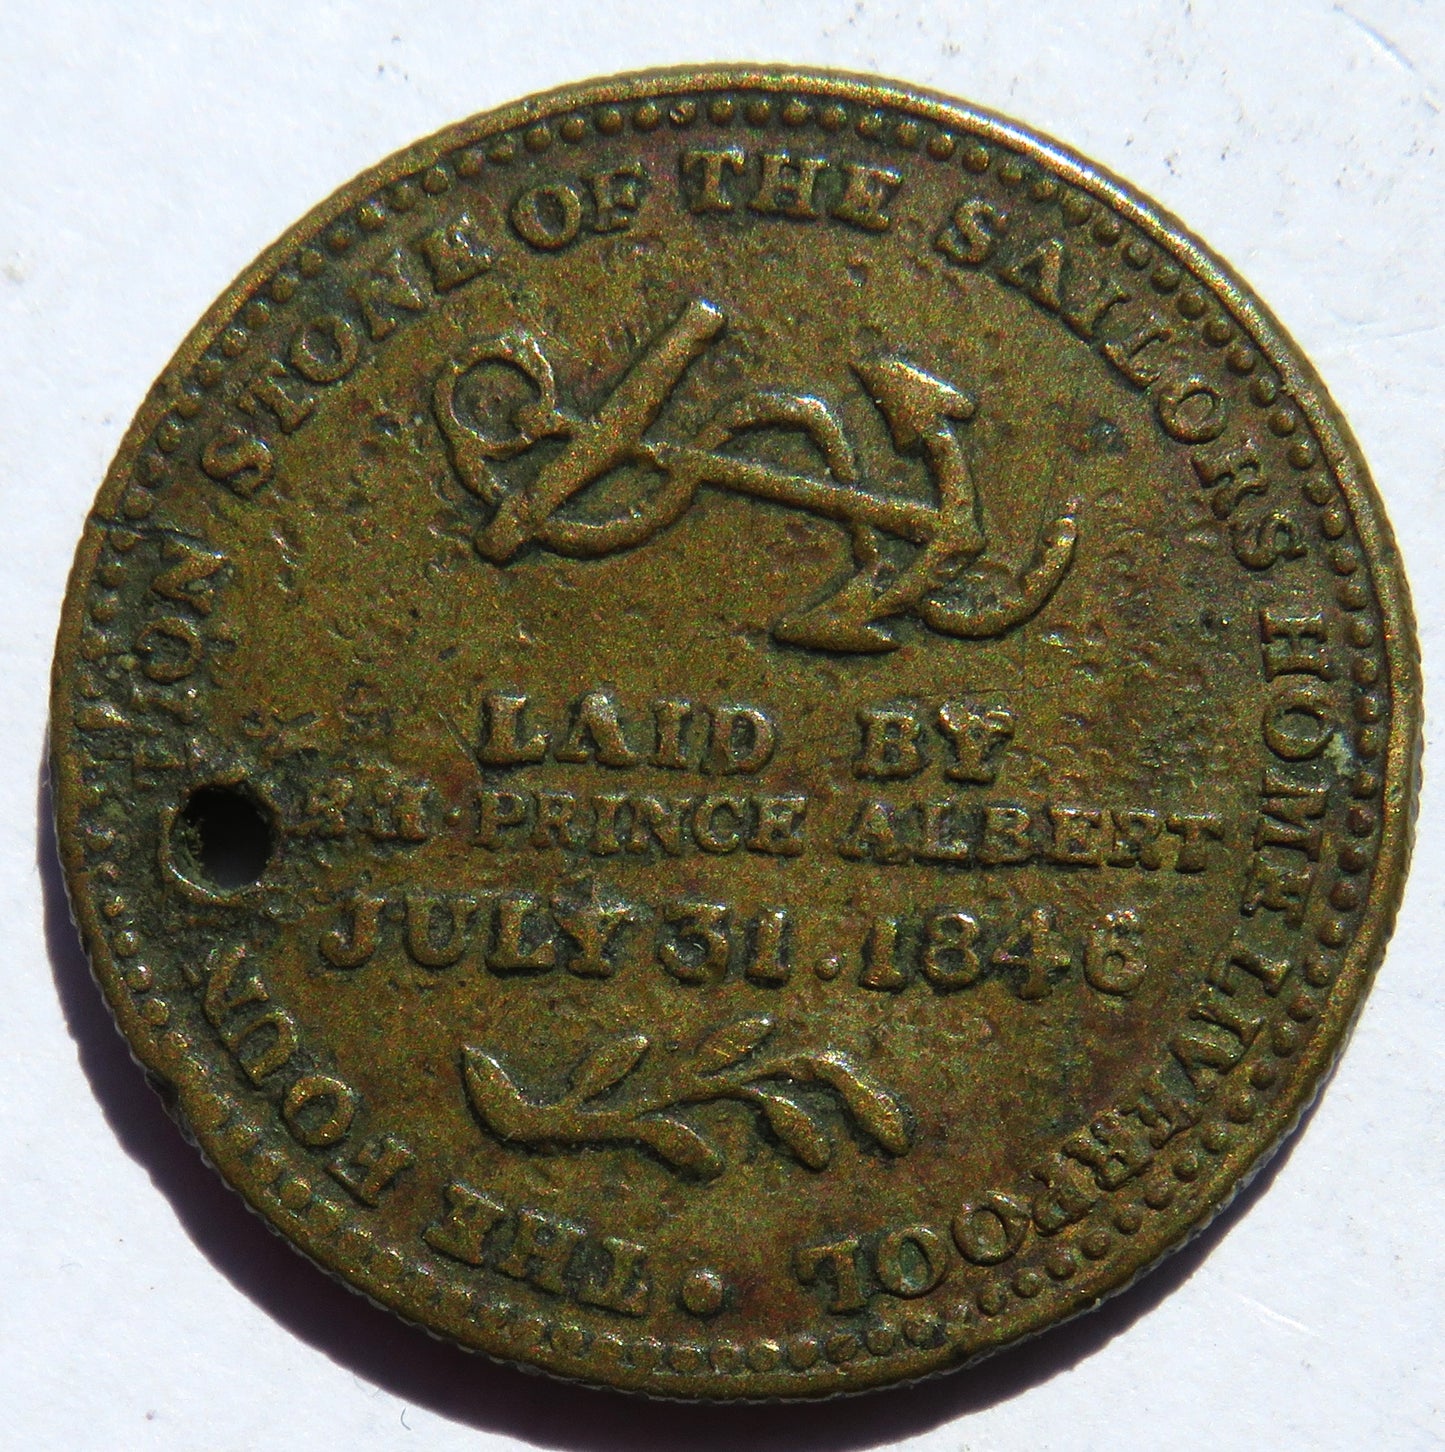 THE FOUNDATION STONE OF THE SAILORS HOME LIVERPOOL
LAID BY
H·PRINCE ALBERT
JULY 31·1846